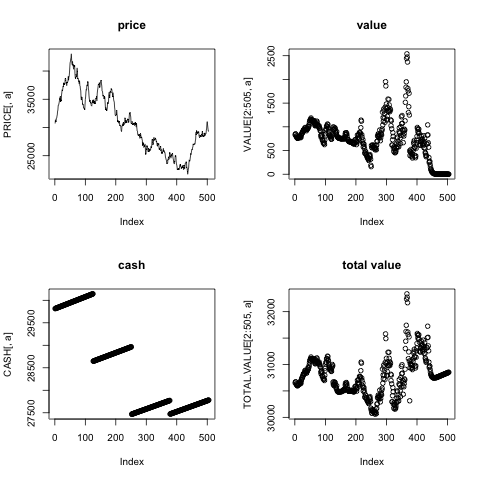 price
PRICE[, a]
25000
35000
0 100 200 300 400 500
Index
value
VALUE[2:505, a]
0
500
1500
2500
0 100 200 300 400 500
Index
cash
CASH[, a]
27500
28500
29500
0 100 200 300 400 500
Index
total value
TOTAL.VALUE[2:505, a]
30000
31000
32000
0 100 200 300 400 500
Index